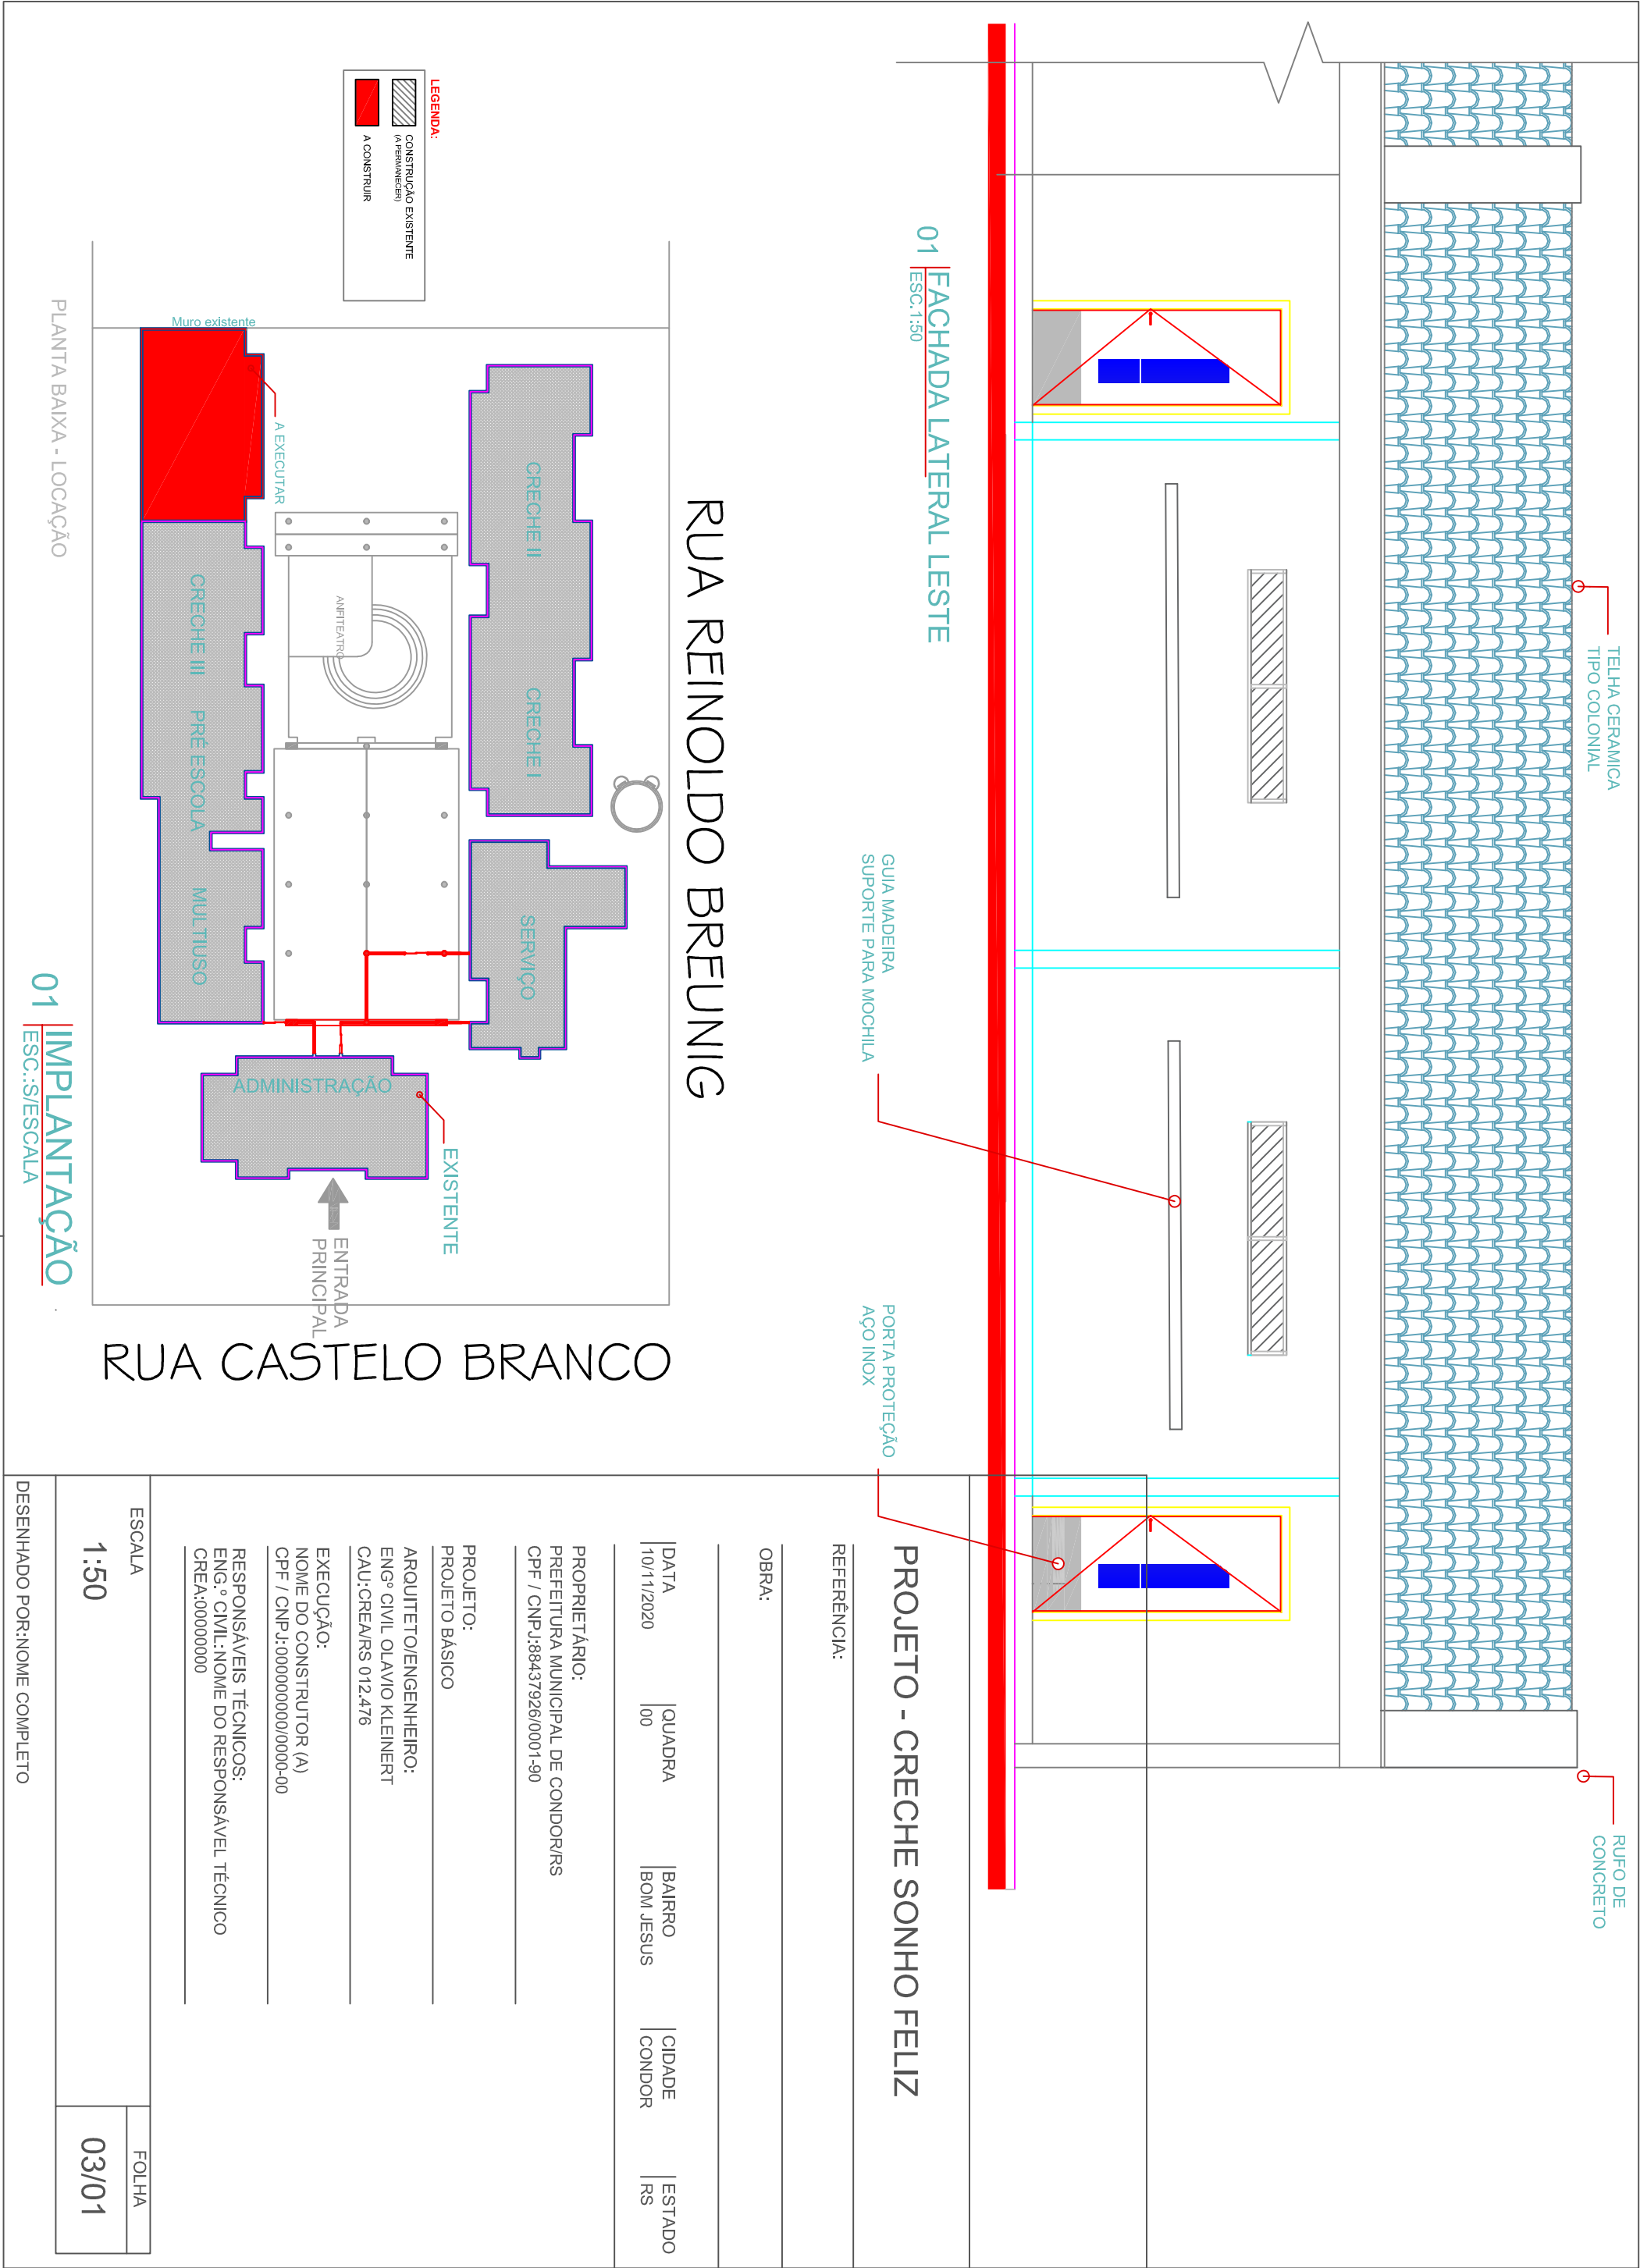 TELHA CERAMICA
TIPO COLONIAL
RUFO DE
CONCRETO
01
FACHADA LATERAL LESTE
ESC.1:50
GUIA MADEIRA
SUPORTE PARA MOCHILA
PORTA PROTEÇÃO
AÇO INOX
LEGENDA:
CONSTRUÇÃO EXISTENTE
(A PERMANECER)
A CONSTRUIR
RUA REINOLDO BREUNIG
Muro existente
A EXECUTAR
CRECHE II
CRECHE I
SERVIÇO
ANFITEATRO
CRECHE III
PRÉ ESCOLA
MULTIUSO
ADMINISTRAÇÃO
EXISTENTE
ENTRADA
PRINCIPAL
RUA CASTELO BRANCO
PLANTA BAIXA - LOCAÇÃO
01
IMPLANTAÇÃO
ESC.:S/ESCALA
PROJETO - CRECHE SONHO FELIZ
REFERÊNCIA:
OBRA:
DATA
10/11/2020
QUADRA
00
BAIRRO
BOM JESUS
CIDADE
CONDOR
ESTADO
RS
PROPRIETÁRIO:
PREFEITURA MUNICIPAL DE CONDOR/RS
CPF / CNPJ:88437926/0001-90
PROJETO:
PROJETO BÁSICO
ARQUITETO/ENGENHEIRO:
ENGº CIVIL OLAVIO KLEINERT
CAU:CREA/RS 012.476
EXECUÇÃO:
NOME DO CONSTRUTOR (A)
CPF / CNPJ:00000000/0000-00
RESPONSÁVEIS TÉCNICOS:
ENG.º CIVIL:NOME DO RESPONSÁVEL TÉCNICO
CREA:0000000
ESCALA
1:50
FOLHA
03/01
DESENHADO POR:NOME COMPLETO